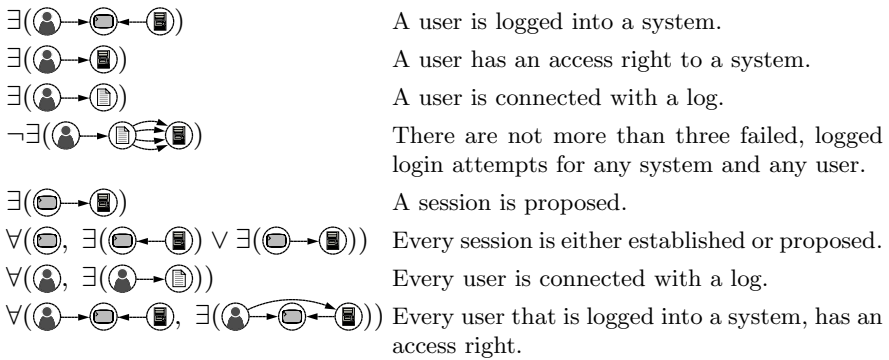 ∃( → ← ) A user is logged into a system.
∃( → ) A user has an access right to a system.
∃( → ) A user is connected with a log.
¬∃( → ) There are not more than three failed, logged
login attempts for any system and any user.
∃( → ) A session is proposed.
∀( , ∃( ← ) ∨ ∃( → )) Every session is either established or proposed.
∀( , ∃( → )) Every user is connected with a log.
∀( → ← , ∃( → ← )) Every user that is logged into a system, has an
access right.